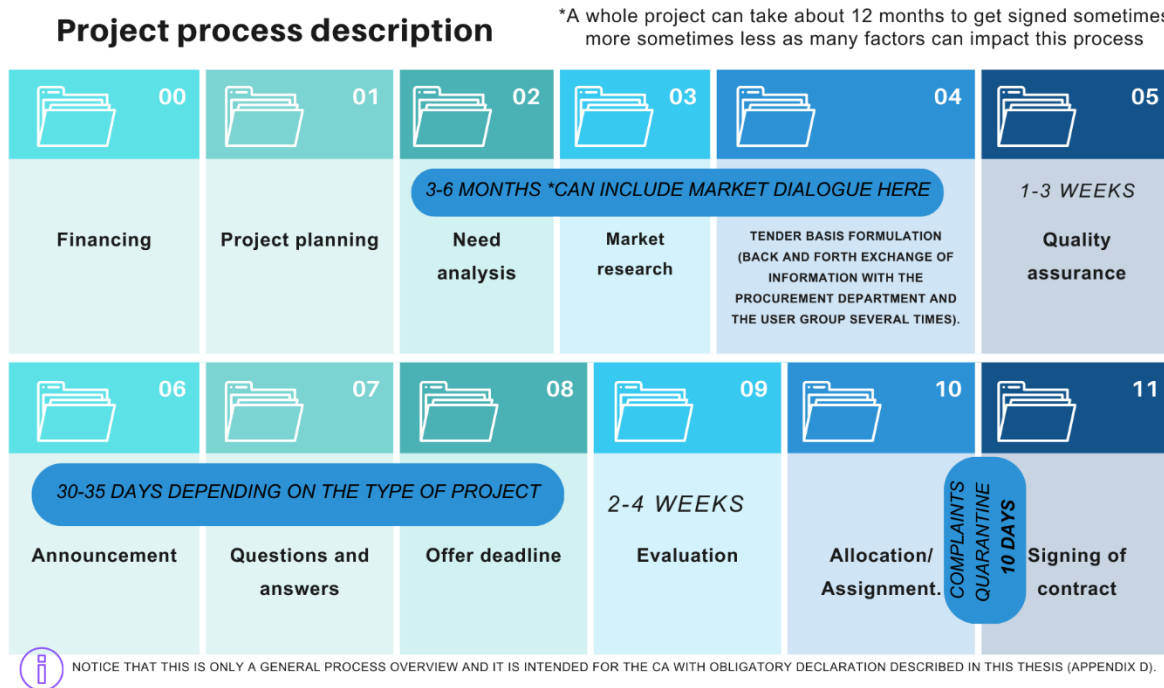 Project process description
*A whole project can take about 12 months to get signed sometimes
more sometimes less as many factors can impact this process
00
01
02
03
04
05
3-6 MONTHS *CAN INCLUDE MARKET DIALOGUE HERE
1-3 WEEKS
Financing
Project planning
Need
analysis
Market
research
TENDER BASIS FORMULATION
(BACK AND FORTH EXCHANGE OF
INFORMATION WITH THE
PROCUREMENT DEPARTMENT AND
THE USER GROUP SEVERAL TIMES).
Quality
assurance
06
07
08
09
10
11
30-35 DAYS DEPENDING ON THE TYPE OF PROJECT
2-4 WEEKS
Announcement
Questions and
answers
Offer deadline
Evaluation
Allocation/
Assignment.
COMPLAINTS
QUARANTINE
10 DAYS
Signing of
contract
NOTICE THAT THIS IS ONLY A GENERAL PROCESS OVERVIEW AND IT IS INTENDED FOR THE CA WITH OBLIGATORY DECLARATION DESCRIBED IN THIS THESIS (APPENDIX D).